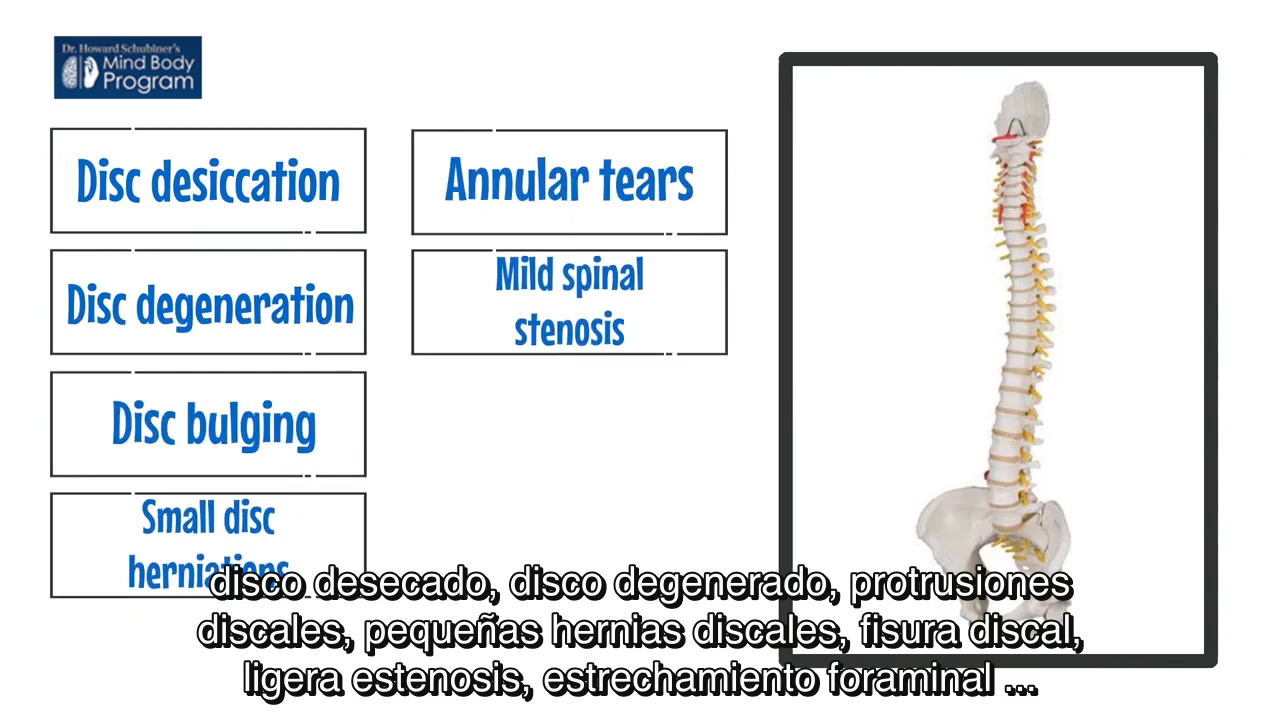 Dr. Howard Schubiner's
Mind Body
Program
Disc desiccation
Disc degeneration
Disc bulging
Small disc
herniations
Annular tears
Mild spinal
stenosis
disco desecado, disco degenerado, protrusiones
discales, pequeñas hernias discales, fisura discal,
ligera estenosis, estrechamiento foraminal ...